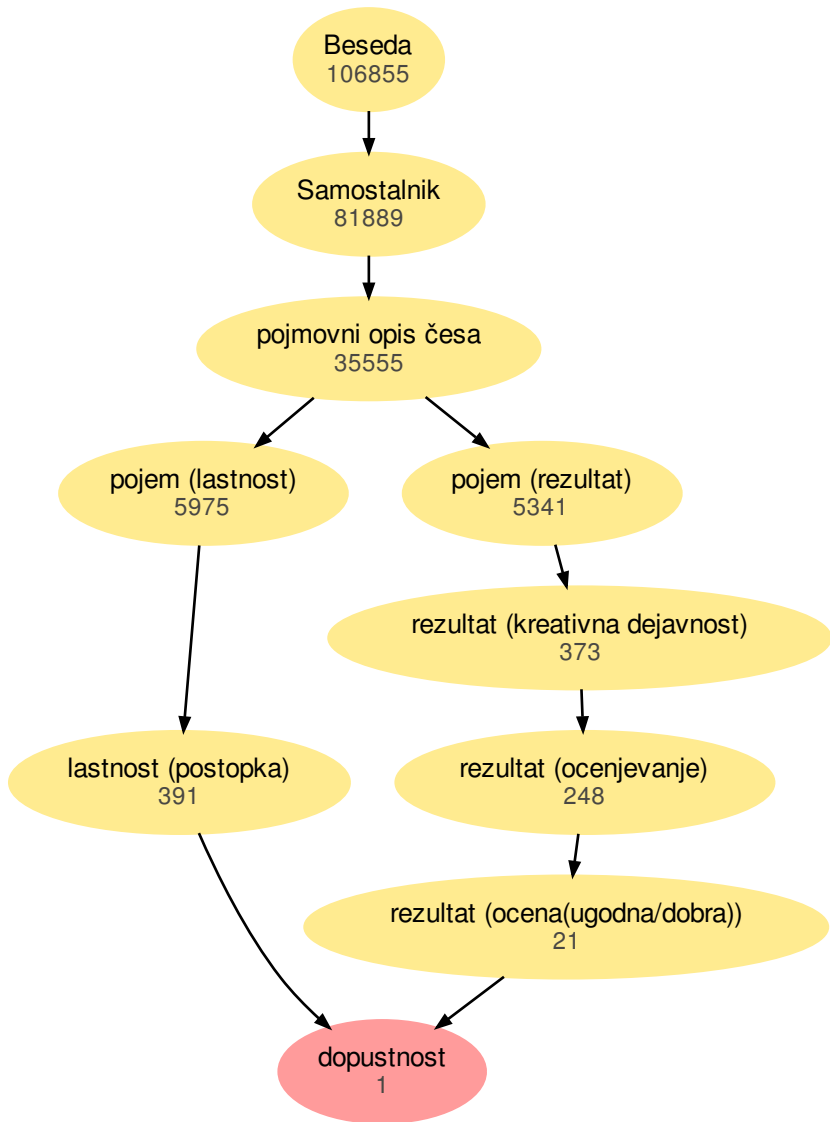 Beseda
106855
Samostalnik
81889
pojmovni opis česa
35555
pojem (lastnost)
5975
pojem (rezultat)
5341
rezultat (kreativna dejavnost)
373
lastnost (postopka)
391
rezultat (ocenjevanje)
248
rezultat (ocena(ugodna/dobra))
21
dopustnost
1